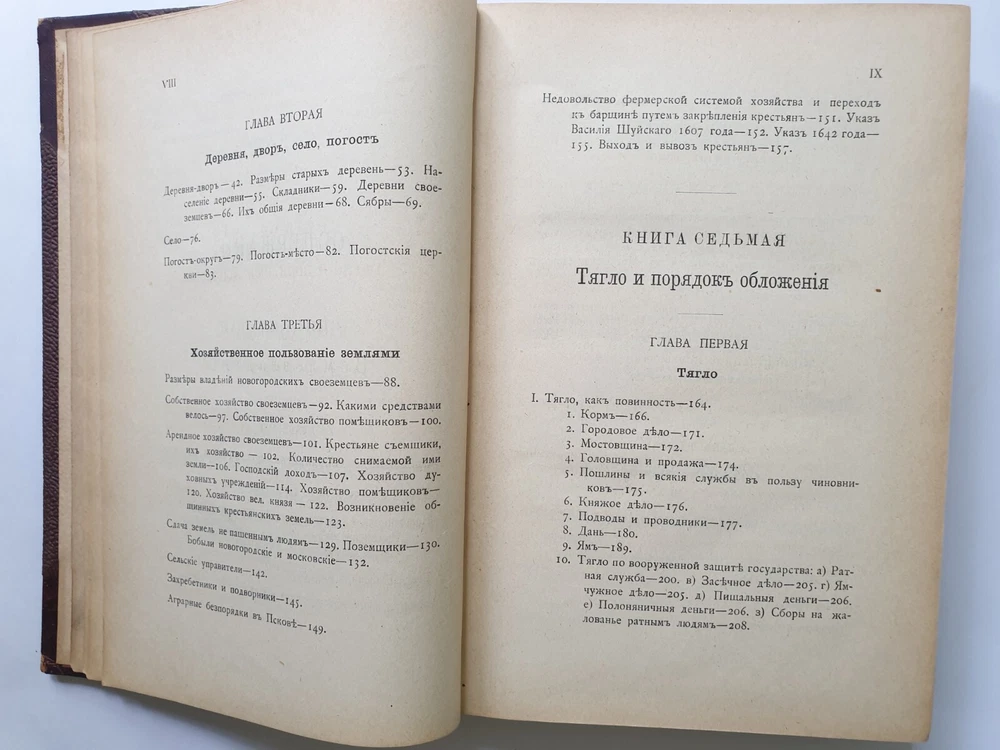 VIII
ГЛАВА ВТОРАЯ
Деревня, дворъ, село, погостъ
Деревня-дворъ—42. Размѣры старыхъ деревень—53. На-
селеніе деревни—55. Складники—59. Деревни свое-
земцевъ—66. Ихъ общія деревни—68. Сябры—69.
Село—76.
Погостъ-округъ—79. Погостъ-мѣсто—82. Погостскія цер-
кви—83.
ГЛАВА ТРЕТЬЯ
Хозяйственное пользованіе землями
Размѣры владѣній новогородскихъ своеземцевъ—88.
Собственное хозяйство своеземцевъ—92. Какими средствами
велось—97. Собственное хозяйство помѣщиковъ—100.
Арендное хозяйство своеземцевъ—101. Крестьяне съемщики,
ихъ хозяйство — 102. Количество снимаемой ими
земли—106. Господскій доходъ—107. Хозяйство ду-
ховныхъ учрежденій—114. Хозяйство помѣщиковъ—
120. Хозяйство вел. князя — 122. Возникновеніе об-
щинныхъ крестьянскихъ земель—123.
Сдача земель не пашеннымъ людямъ—129. Поземщики—130.
Бобыли новогородскіе и московскіе—132.
Сельскіе управители—142.
Захребетники и подворники—145.
Аграрные безпорядки въ Псковѣ—149.
IX
Недовольство фермерской системой хозяйства и переходъ
къ барщинѣ путемъ закрѣпленія крестьянъ—151. Указъ
Василія Шуйскаго 1607 года—152. Указъ 1642 года—
155. Выходъ и вывозъ крестьянъ—157.
КНИГА СЕДЬМАЯ
Тягло и порядокъ обложенія
ГЛАВА ПЕРВАЯ
Тягло
I. Тягло, какъ повинность—164.
1. Кормъ—166.
2. Городовое дѣло—171.
3. Мостовщина—172.
4. Головщина и продажа—174.
5. Пошлины и всякія службы въ пользу чиновни-
ковъ—175.
6. Княжое дѣло—176.
7. Подводы и проводники—177.
8. Дань—180.
9. Ямъ—189.
10. Тягло по вооруженной защитѣ государства: а) Рат-
ная служба—200. в) Засѣчное дѣло—205. г) Ям-
чужное дѣло—205. д) Пищальныя деньги—206.
е) Полоняничныя деньги—206. з) Сборы на жа-
лованье ратнымъ людямъ—208.